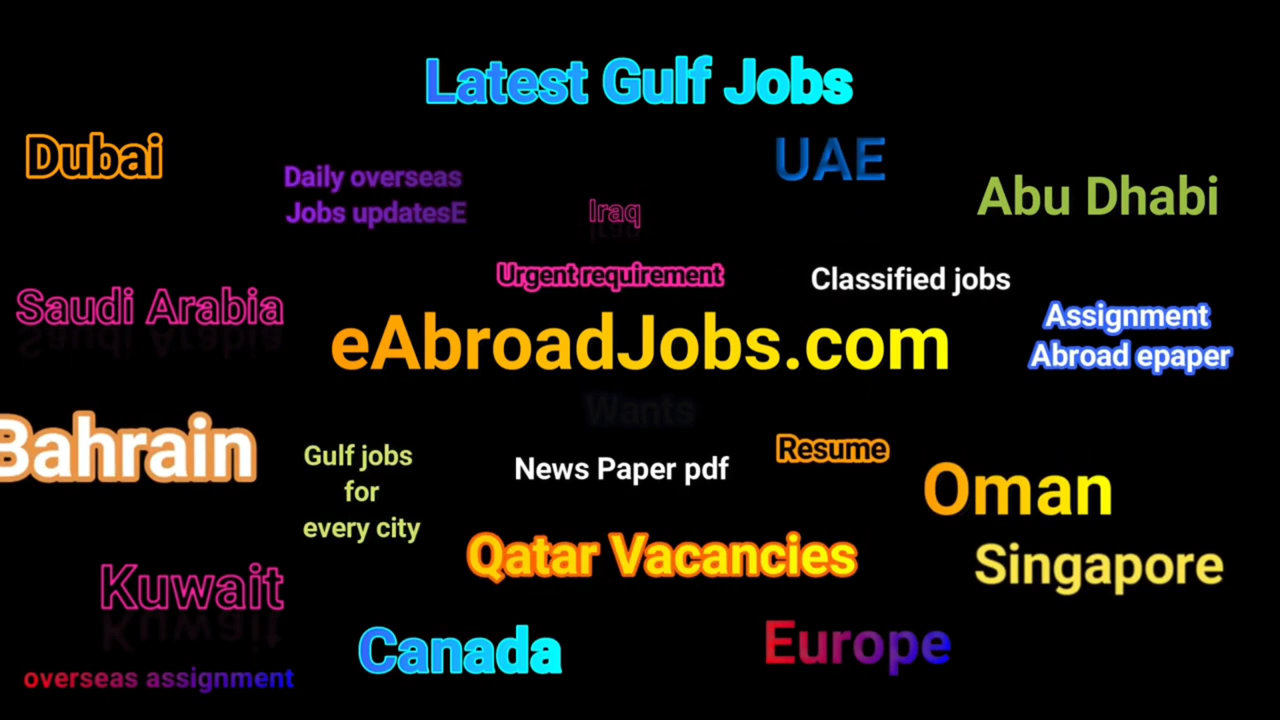 Latest Gulf Jobs
Dubai
UAE
Daily overseas
Jobs updatesE
Abu Dhabi
Iraq
Urgent requirement
Classified jobs
Saudi Arabia
Assignment
Abroad epaper
eAbroadJobs.com
Wants
Bahrain
Gulf jobs
for
every city
News Paper pdf
Resume
Oman
Qatar Vacancies
Singapore
Kuwait
Canada
Europe
overseas assignment